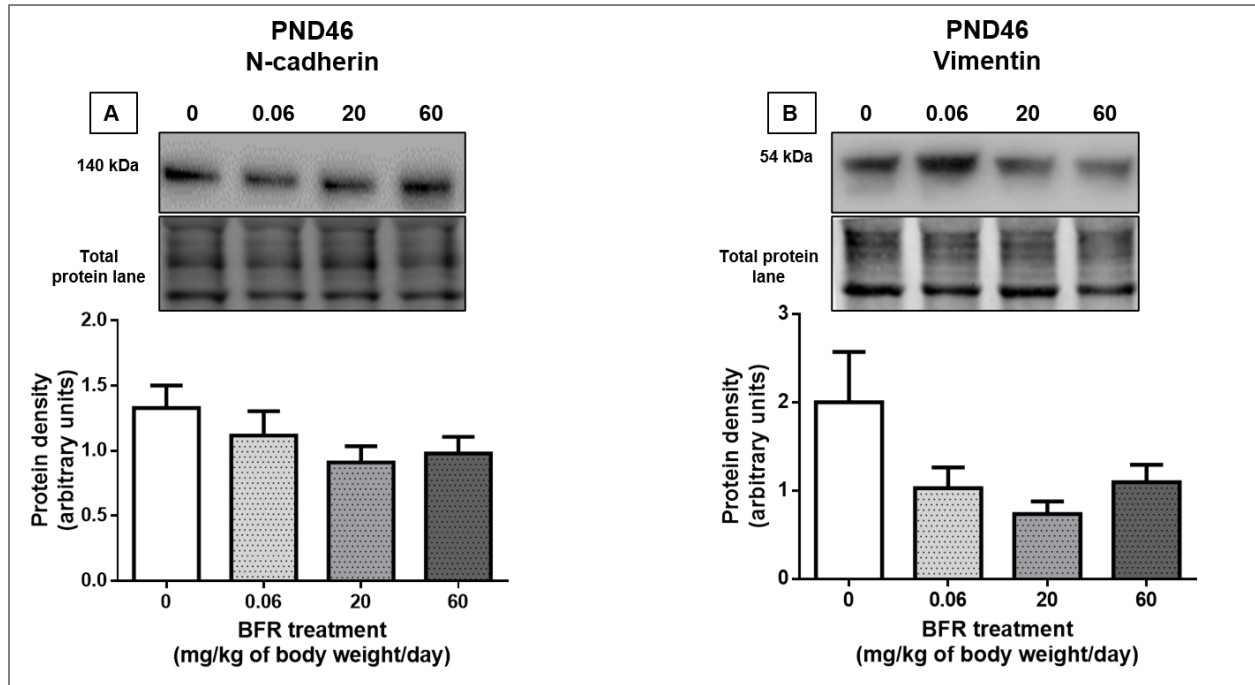 PND46
N-cadherin
A
0 0.06 20 60
140 kDa
Total
protein lane
2.0
1.5
1.0
0.5
0.0
Protein density
(arbitrary units)
0 0.06 20 60
BFR treatment
(mg/kg of body weight/day)
PND46
Vimentin
B
0 0.06 20 60
54 kDa
Total protein
lane
3
2
1
0
Protein density
(arbitrary units)
0 0.06 20 60
BFR treatment
(mg/kg of body weight/day)